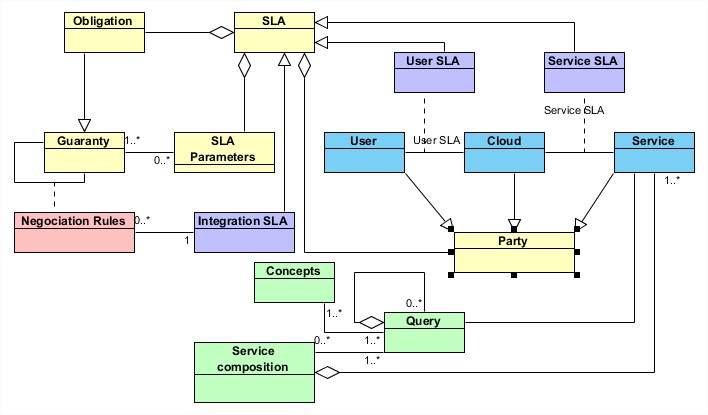 Obligation
SLA
User SLA
Service SLA
Service SLA
Guaranty
1..*
0..*
SLA
Parameters
User
User SLA
Cloud
Service
1..*
Negociation Rules
0..*
1
Integration SLA
Party
Concepts
1..*
0..*
Query
0..*
1..*
1..*
Service
composition